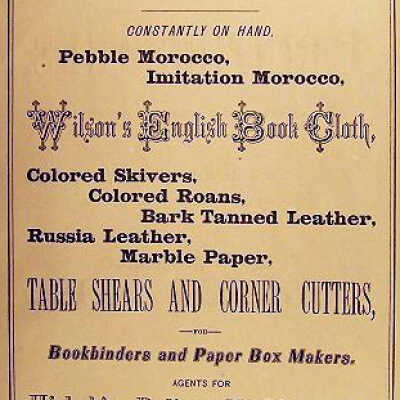 CONSTANTLY ON HAND.
Pebble Morocco,
Imitation Morocco,
Wilson's English Book Cloth,
Colored Skivers,
Colored Roans,
Bark Tanned Leather,
Russia Leather,
Marble Paper,
TABLE SHEARS AND CORNER CUTTERS,
FOR
Bookbinders and Paper Box Makers.
AGENTS FOR